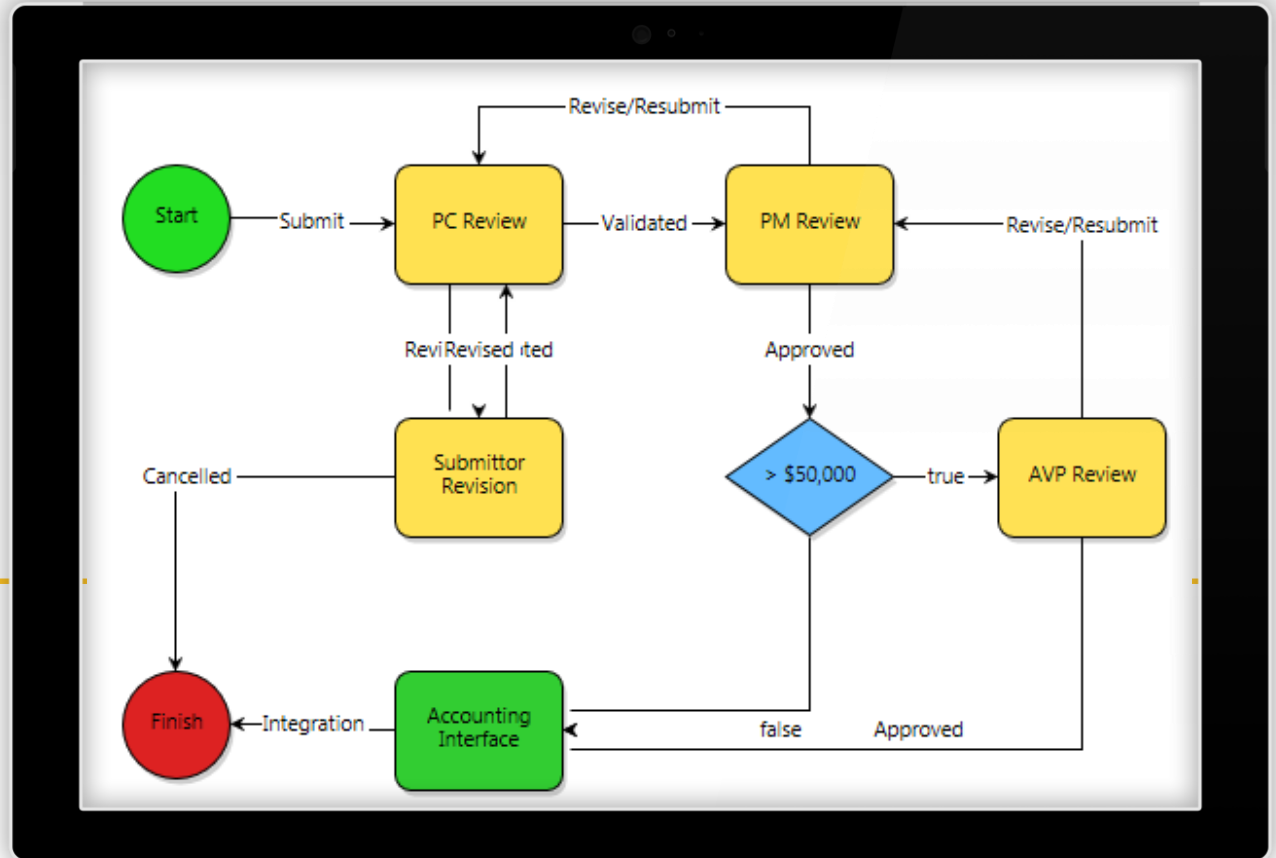 Revise/Resubmit
Start
Submit
PC Review
Validated
PM Review
Revise/Resubmit
Revised
Approved
Cancelled
Submittor
Revision
> $50,000
true
AVP Review
Finish
Integration
Accounting
Interface
false
Approved